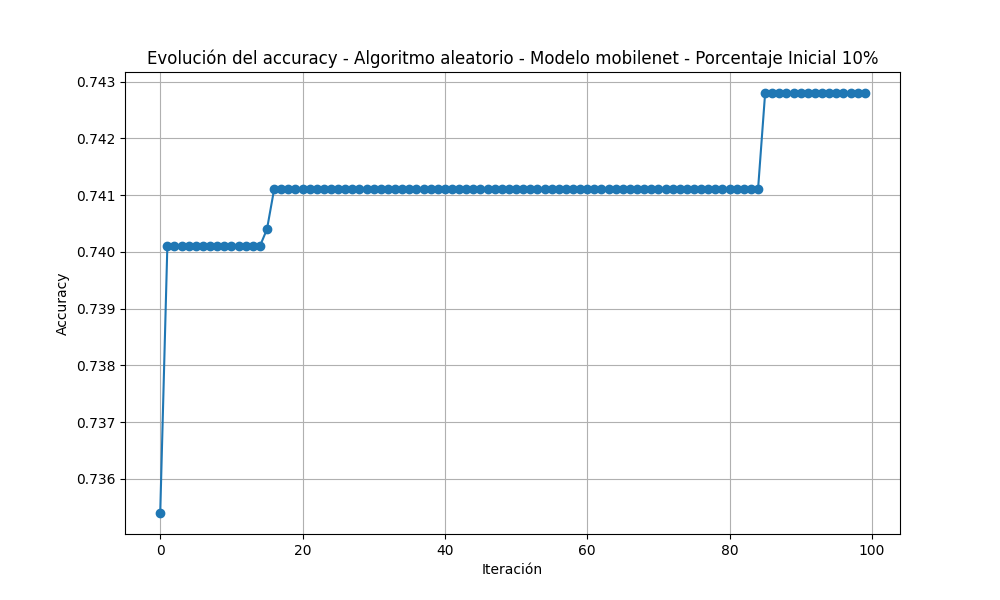 Evolución del accuracy - Algoritmo aleatorio - Modelo mobilenet - Porcentaje Inicial 10%
0.743
0.742
0.741
0.740
0.739
0.738
0.737
0.736
Accuracy
0 20 40 60 80 100
Iteración